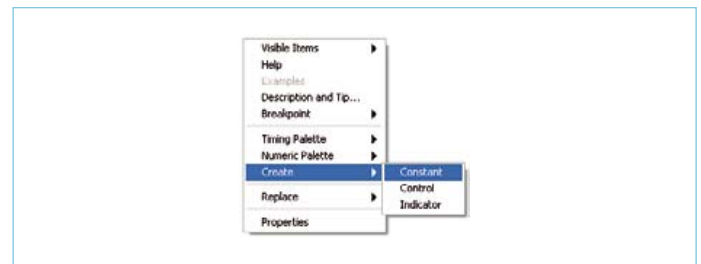 Visible Items
Help
Examples
Description and Tip...
Breakpoint
Timing Palette
Numeric Palette
Create
Replace
Properties
Constant
Control
Indicator